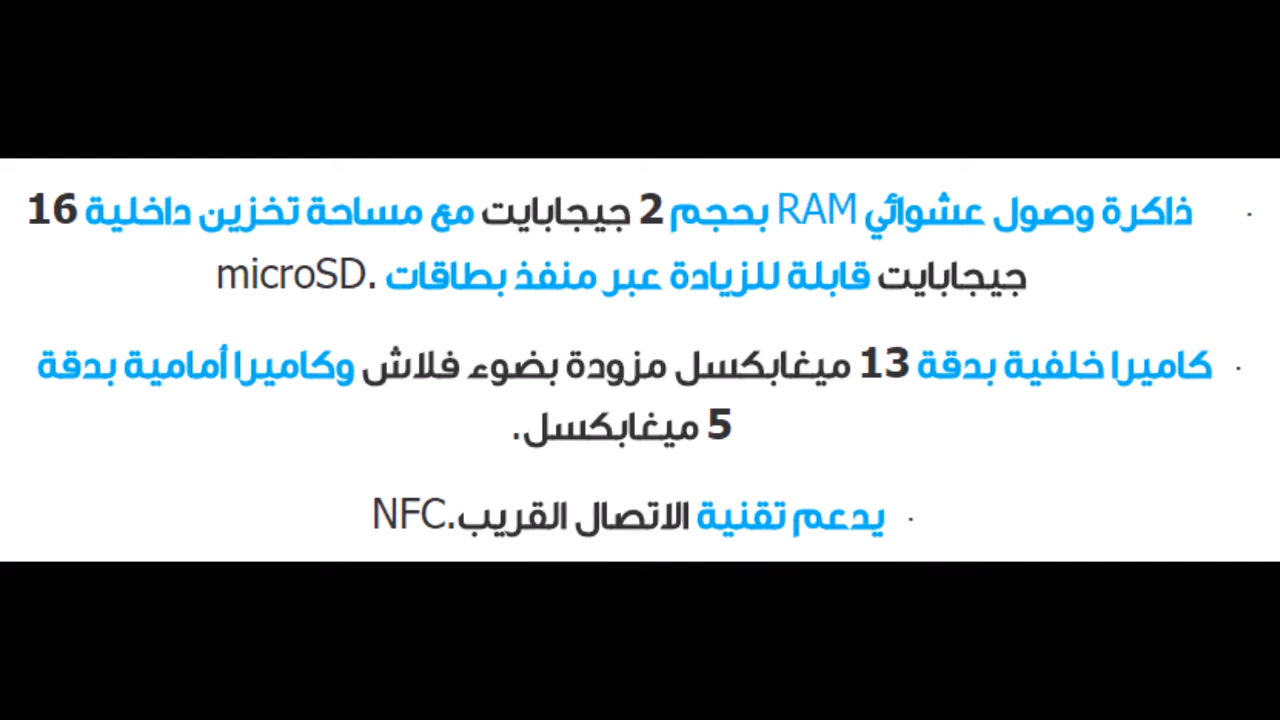 · ذاكرة وصول عشوائي RAM بحجم 2 جيجابايت مع مساحة تخزين داخلية 16
جيجابايت قابلة للزيادة عبر منفذ بطاقات .microSD
· كاميرا خلفية بدقة 13 ميغابكسل مزودة بضوء فلاش وكاميرا أمامية بدقة
5 ميغابكسل.
· يدعم تقنية الاتصال القريب.NFC